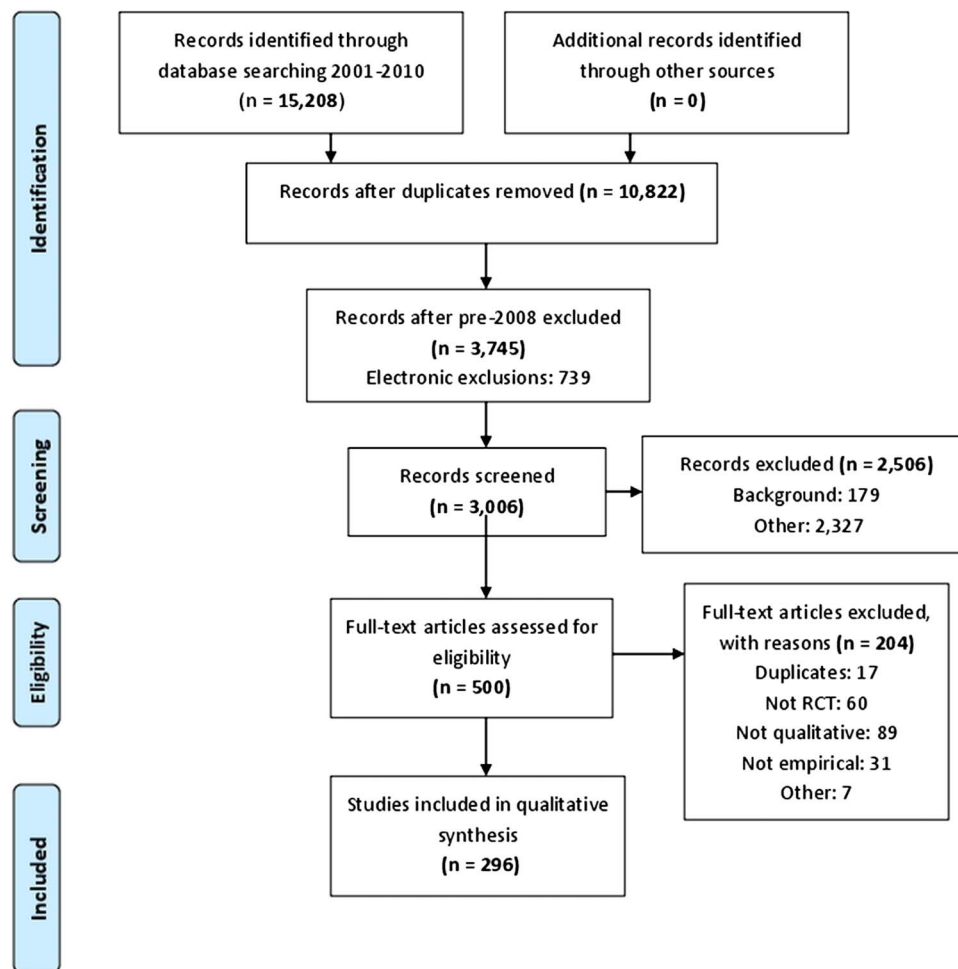 Identification
Records identified through
database searching 2001-2010
(n = 15,208)
Additional records identified
through other sources
(n = 0)
Records after duplicates removed (n = 10,822)
Records after pre-2008 excluded
(n = 3,745)
Electronic exclusions: 739
Screening
Records screened
(n = 3,006)
Records excluded (n = 2,506)
Background: 179
Other: 2,327
Eligibility
Full-text articles assessed for
eligibility
(n = 500)
Full-text articles excluded,
with reasons (n = 204)
Duplicates: 17
Not RCT: 60
Not qualitative: 89
Not empirical: 31
Other: 7
Included
Studies included in qualitative
synthesis
(n = 296)